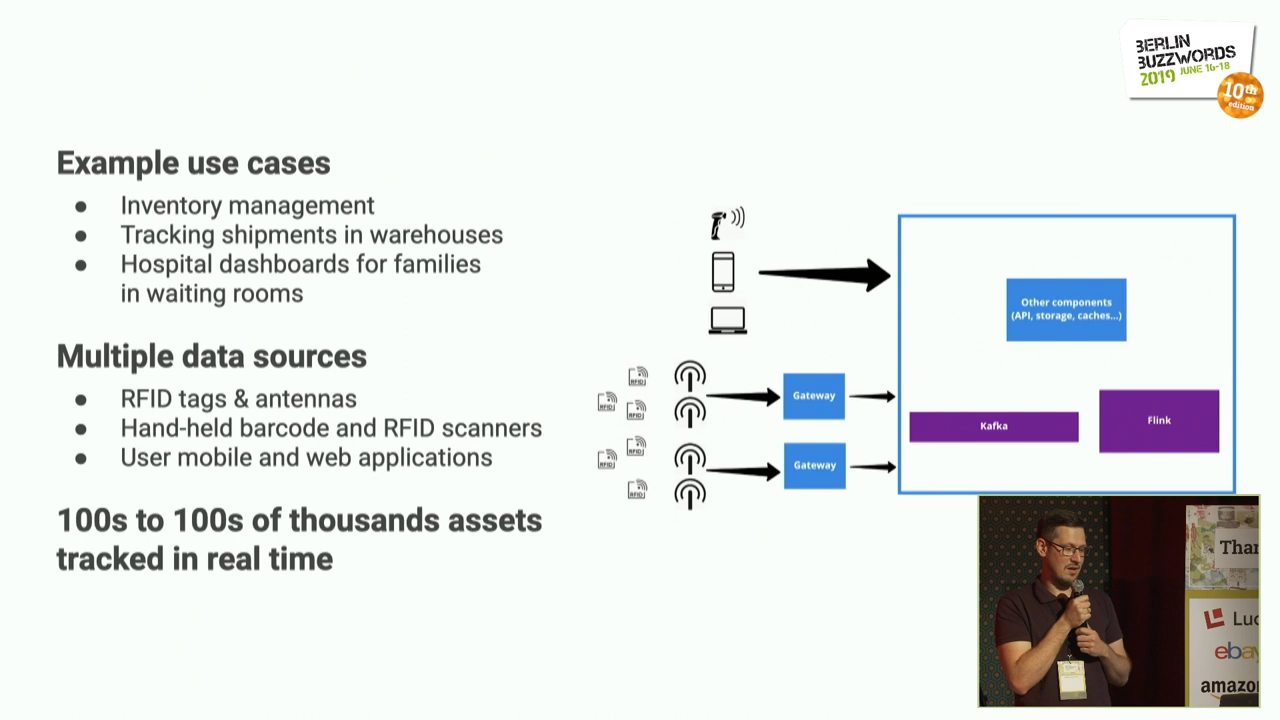 BERLIN
BUZZWORDS
2019 JUNE 16-18
10th
edition
Example use cases
● Inventory management
● Tracking shipments in warehouses
● Hospital dashboards for families
in waiting rooms
Multiple data sources
● RFID tags & antennas
● Hand-held barcode and RFID scanners
● User mobile and web applications
100s to 100s of thousands assets
tracked in real time
Other components
(API, storage, caches...)
RFID
RFID
RFID
Gateway
Kafka
Flink
RFID
RFID
Gateway
RFID
Than
Luc
ebay
amazon